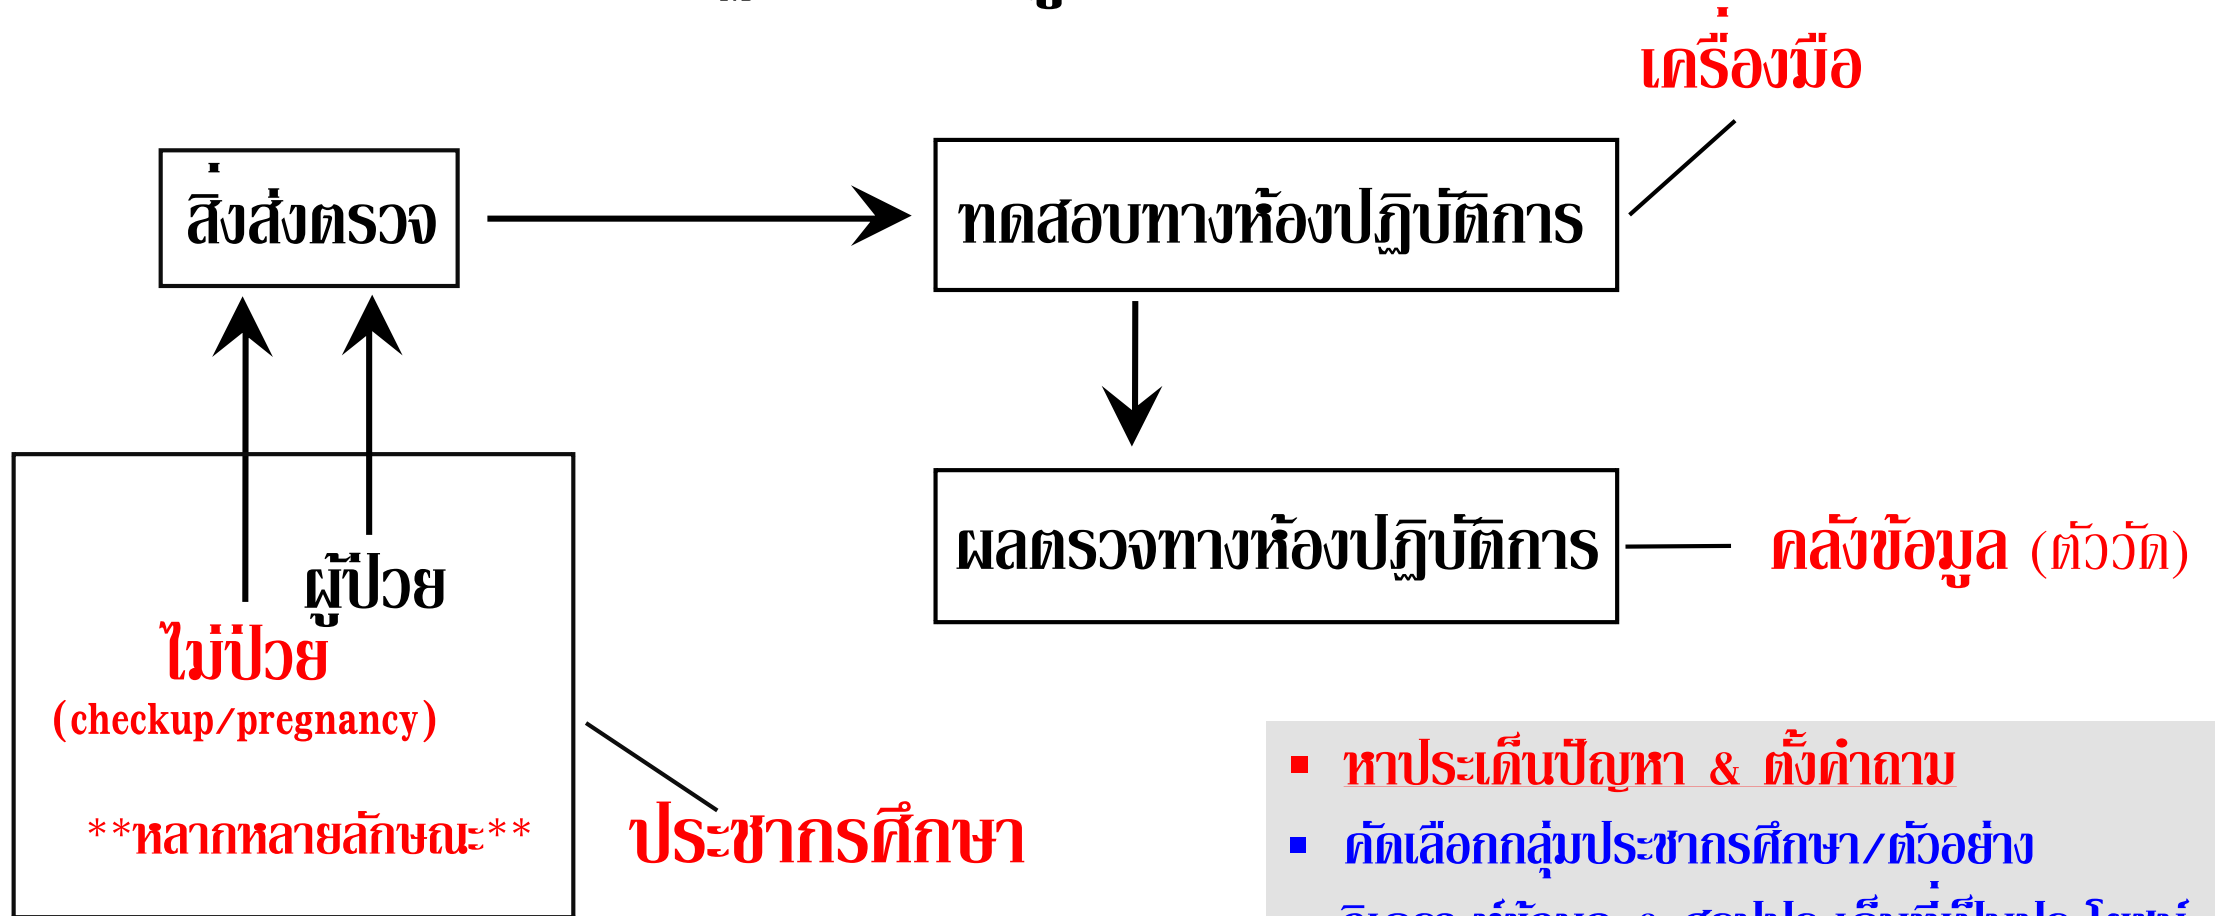 เครื่องมือ
สิ่งส่งตรวจ
ทดสอบทางห้องปฏิบัติการ
ผลตรวจทางห้องปฏิบัติการ
คลังข้อมูล (ตัววัด)
ผู้ป่วย
ไม่ป่วย
(checkup/pregnancy)
**หลากหลายลักษณะ**
ประชากรศึกษา
หาประเด็นปัญหา & ตั้งคำถาม
คัดเลือกกลุ่มประชากรศึกษา/ตัวอย่าง